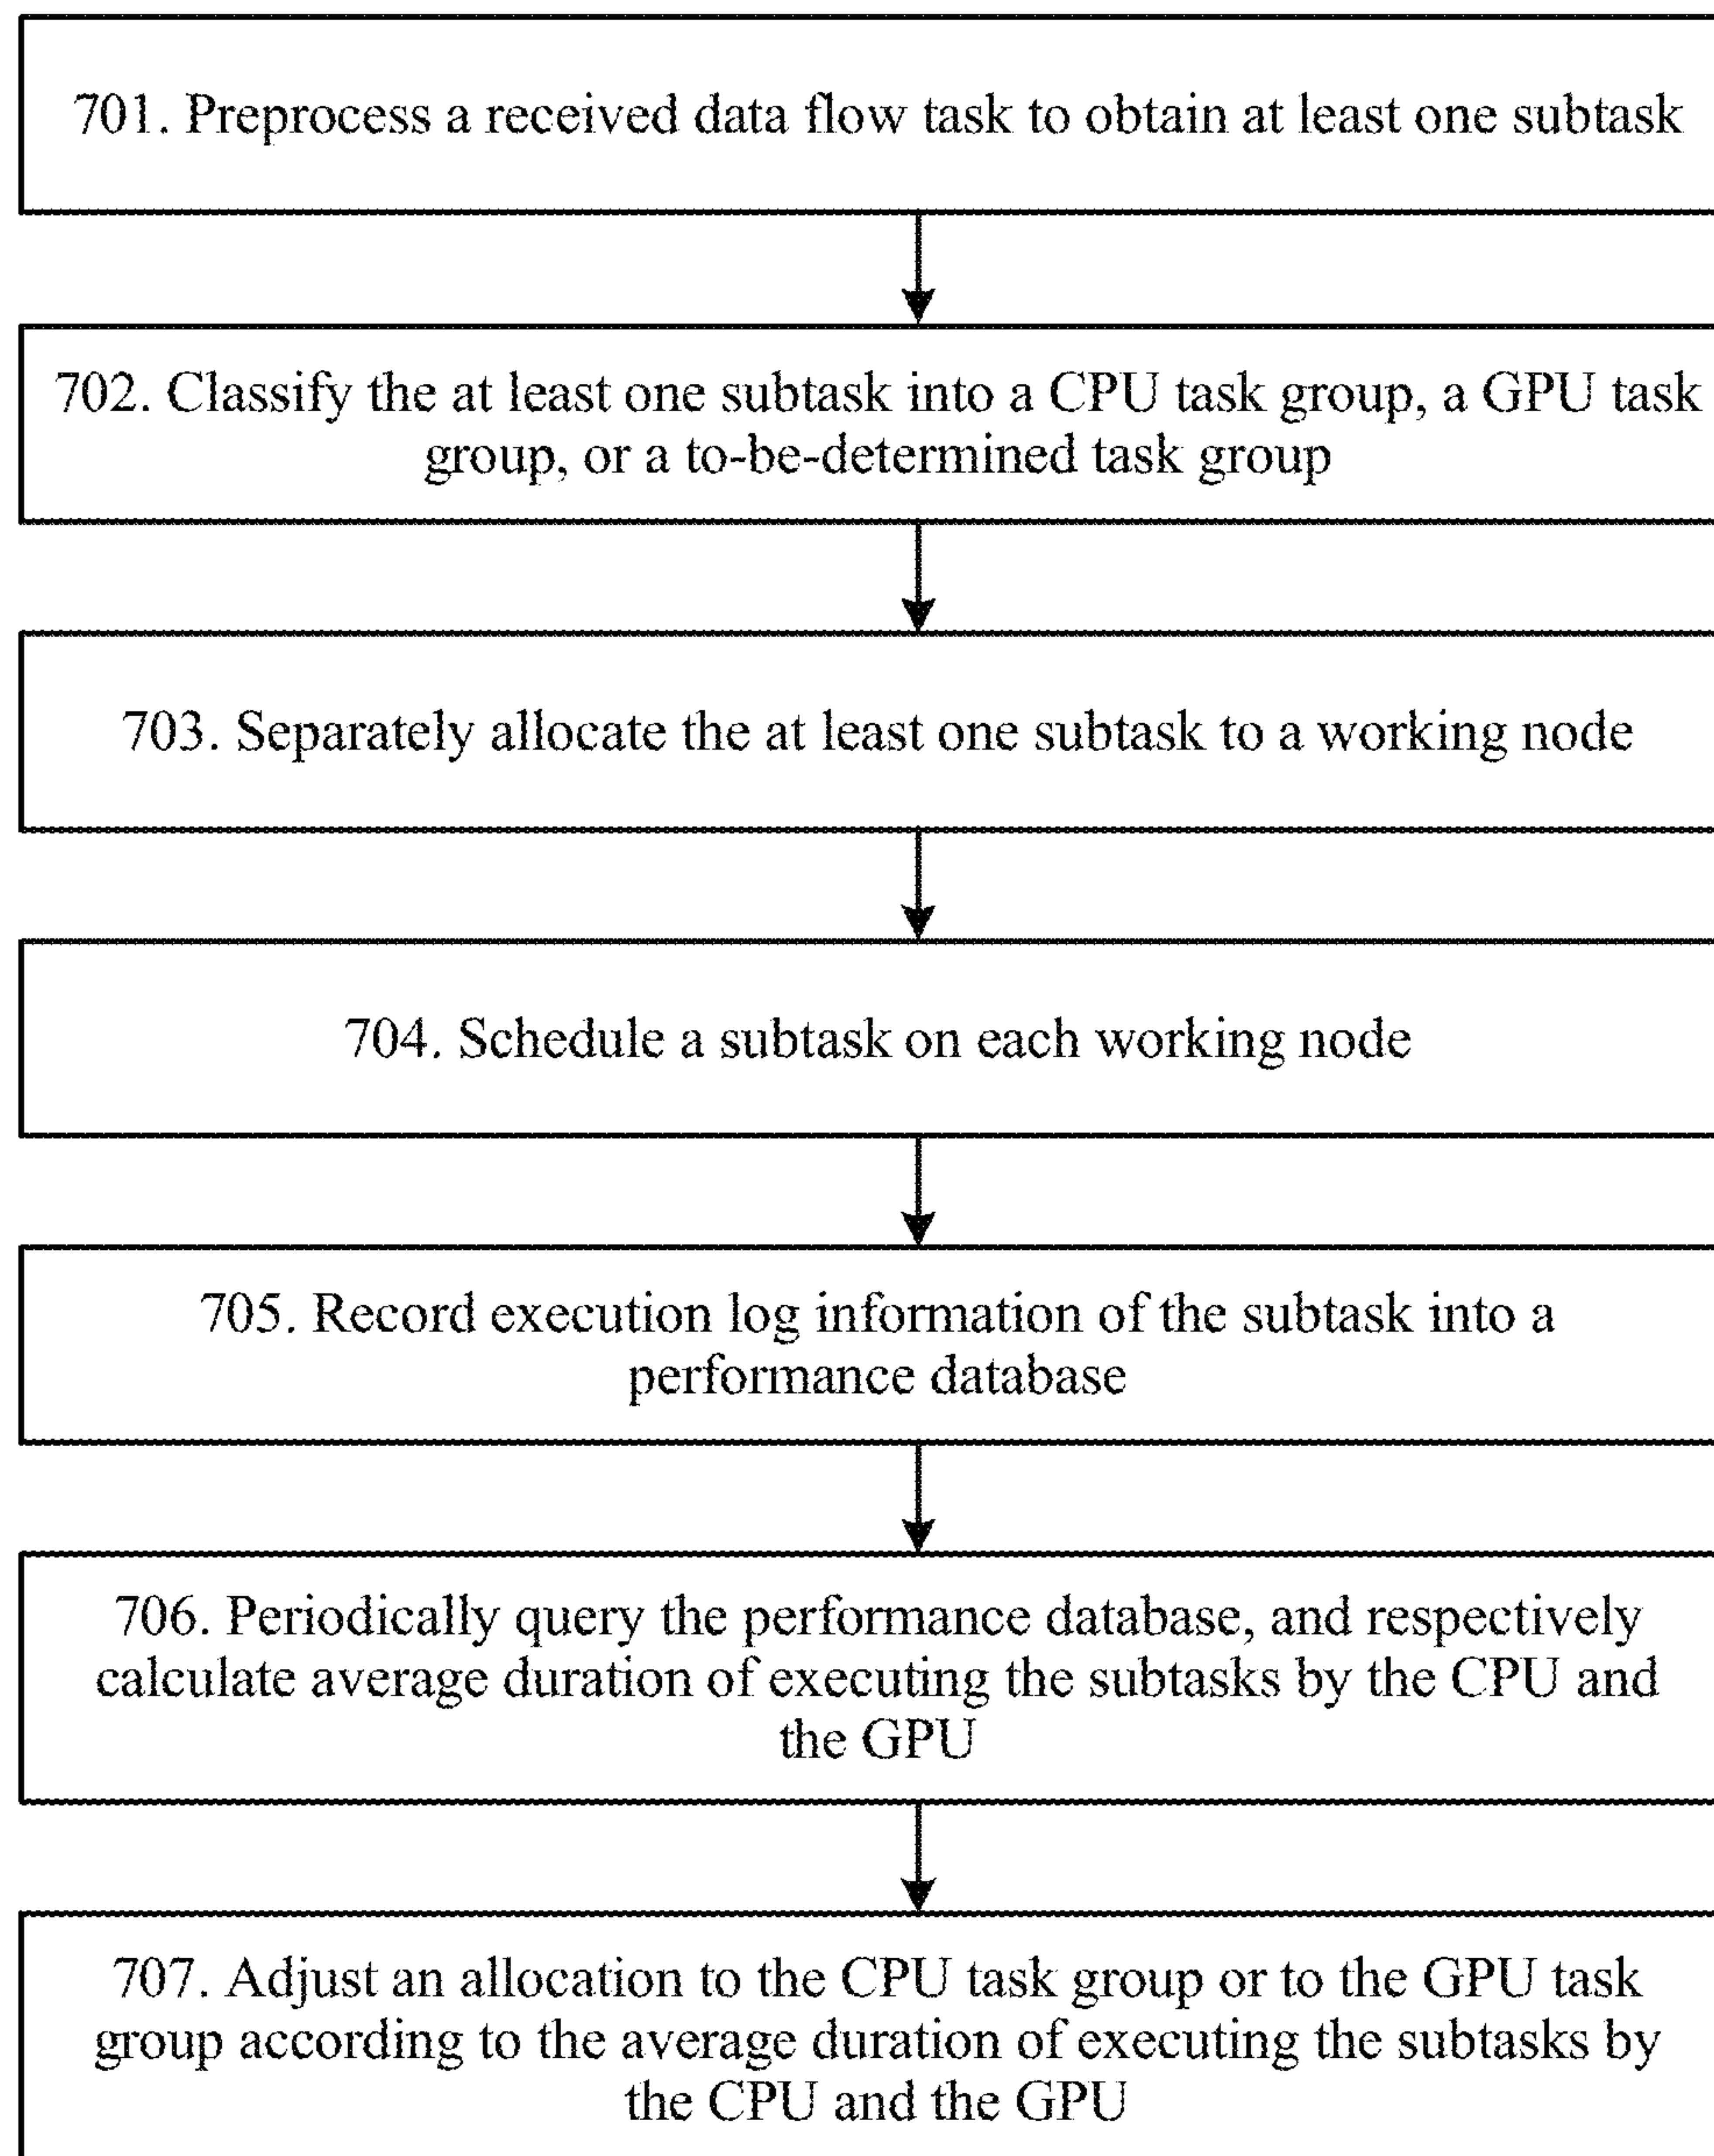 701. Preprocess a received data flow task to obtain at least one subtask
702. Classify the at least one subtask into a CPU task group, a GPU task
group, or a to-be-determined task group
703. Separately allocate the at least one subtask to a working node
704. Schedule a subtask on each working node
705. Record execution log information of the subtask into a
performance database
706. Periodically query the performance database, and respectively
calculate average duration of executing the subtasks by the CPU and
the GPU
707. Adjust an allocation to the CPU task group or to the GPU task
group according to the average duration of executing the subtasks by
the CPU and the GPU